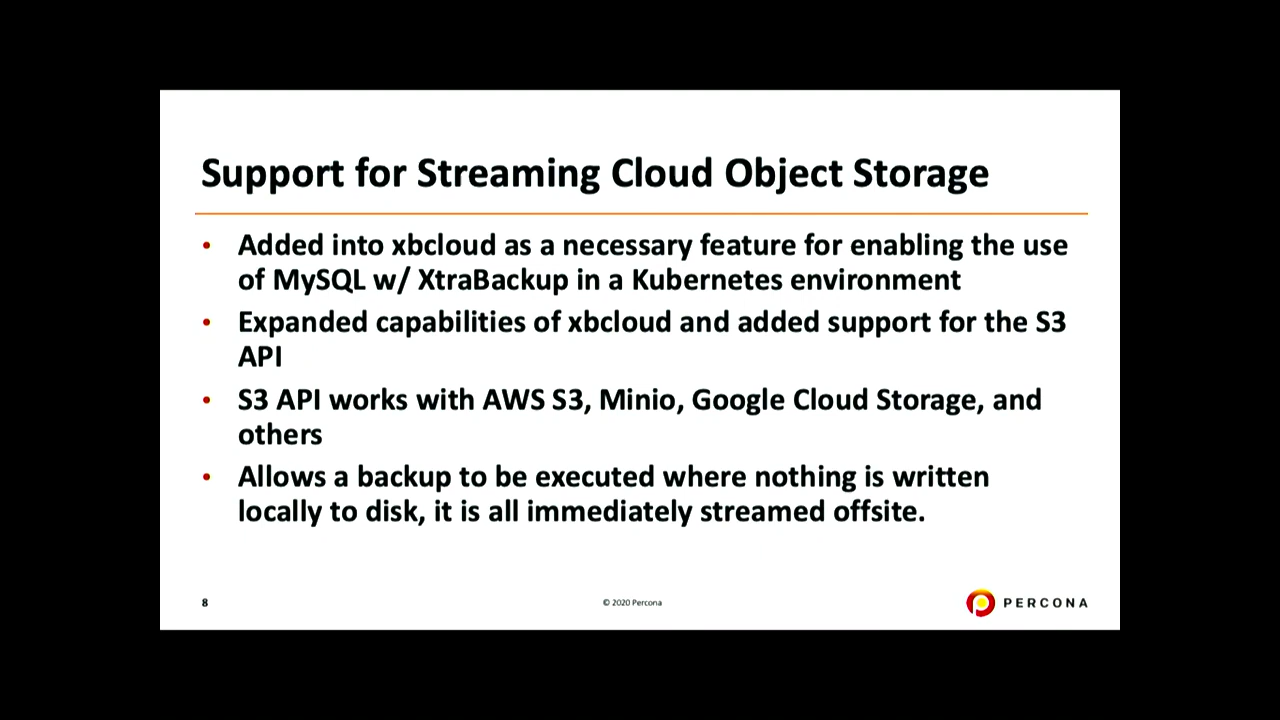 Support for Streaming Cloud Object Storage
• Added into xbcloud as a necessary feature for enabling the use
of MySQL w/ XtraBackup in a Kubernetes environment
• Expanded capabilities of xbcloud and added support for the S3
API
• S3 API works with AWS S3, Minio, Google Cloud Storage, and
others
• Allows a backup to be executed where nothing is written
locally to disk, it is all immediately streamed offsite.
8
© 2020 Percona
PERCONA